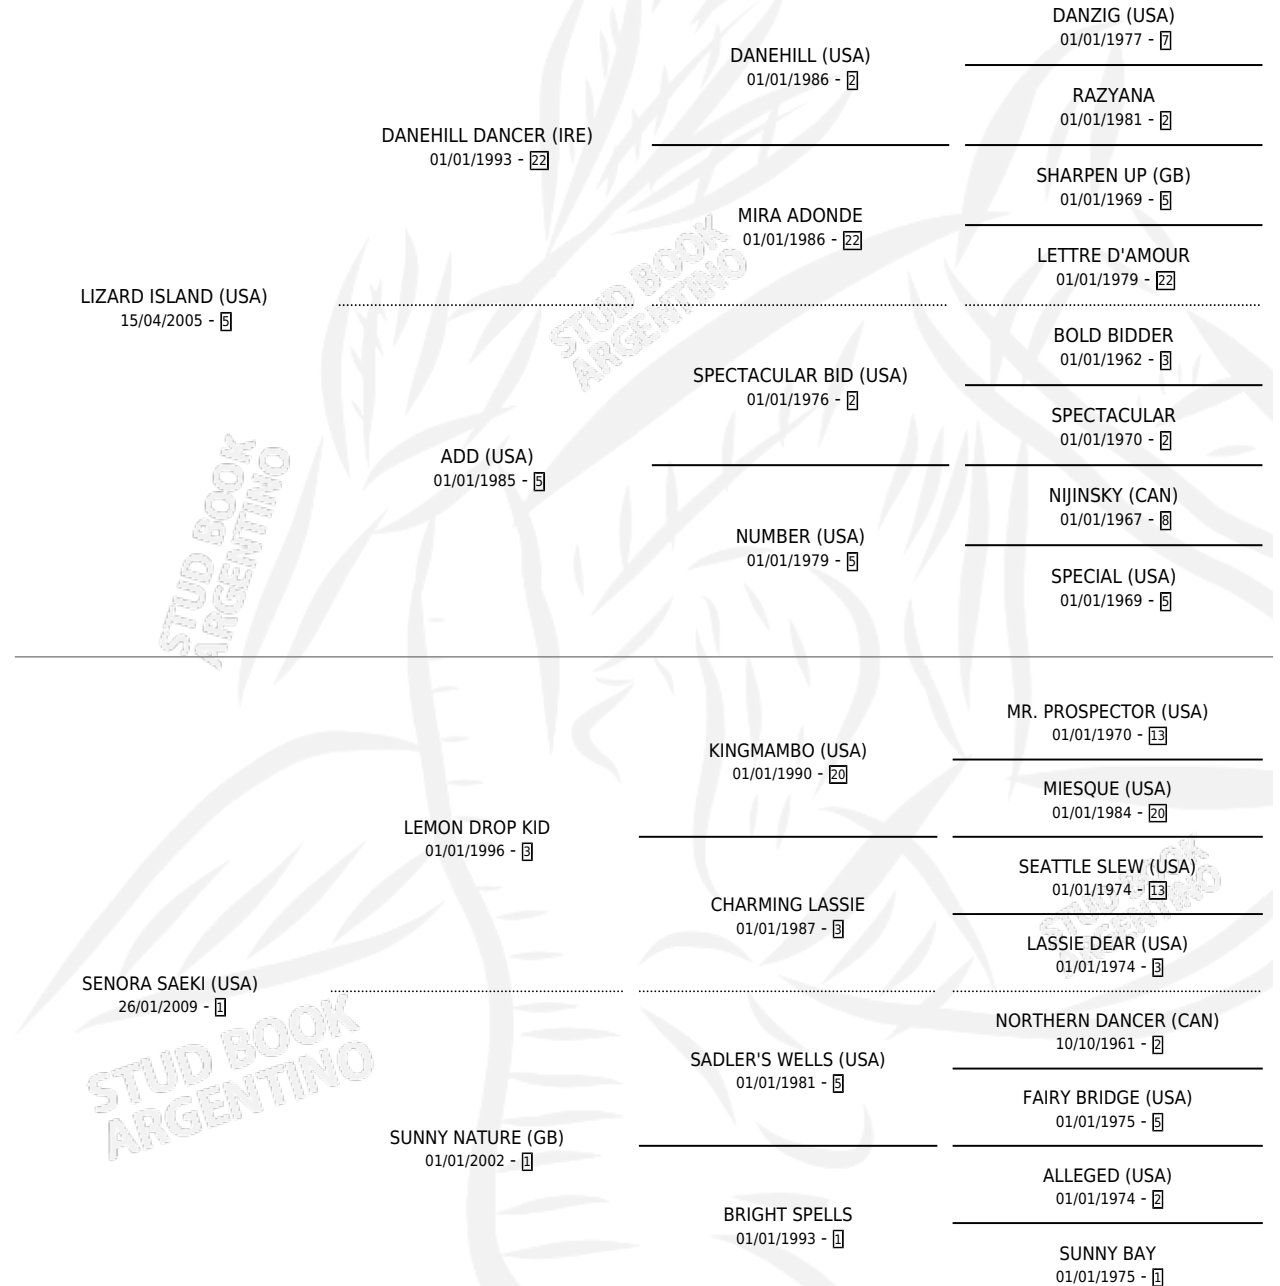 DANZIG (USA)
01/01/1977 - 7
DANEHILL (USA)
01/01/1986 - 2
RAZYANA
01/01/1981 - 2
DANEHILL DANCER (IRE)
01/01/1993 - 22
SHARPEN UP (GB)
01/01/1969 - 5
MIRA ADONDE
01/01/1986 - 22
LETTRE D'AMOUR
01/01/1979 - 22
LIZARD ISLAND (USA)
15/04/2005 - 5
STUD BOOK
ARGENTINO
BOLD BIDDER
01/01/1962 - 3
SPECTACULAR BID (USA)
01/01/1976 - 2
SPECTACULAR
01/01/1970 - 2
ADD (USA)
01/01/1985 - 5
NIJINSKY (CAN)
01/01/1967 - 8
NUMBER (USA)
01/01/1979 - 5
SPECIAL (USA)
01/01/1969 - 5
STUD BOOK
ARGENTINO
MR. PROSPECTOR (USA)
01/01/1970 - 13
KINGMAMBO (USA)
01/01/1990 - 20
MIESQUE (USA)
01/01/1984 - 20
LEMON DROP KID
01/01/1996 - 3
SEATTLE SLEW (USA)
01/01/1974 - 13
CHARMING LASSIE
01/01/1987 - 3
STUD BOOK
ARGENTINO
LASSIE DEAR (USA)
01/01/1974 - 3
SENORA SAEKI (USA)
26/01/2009 - 1
NORTHERN DANCER (CAN)
10/10/1961 - 2
SADLER'S WELLS (USA)
01/01/1981 - 5
STUD BOOK
ARGENTINO
FAIRY BRIDGE (USA)
01/01/1975 - 5
SUNNY NATURE (GB)
01/01/2002 - 1
ALLEGED (USA)
01/01/1974 - 2
BRIGHT SPELLS
01/01/1993 - 1
SUNNY BAY
01/01/1975 - 1